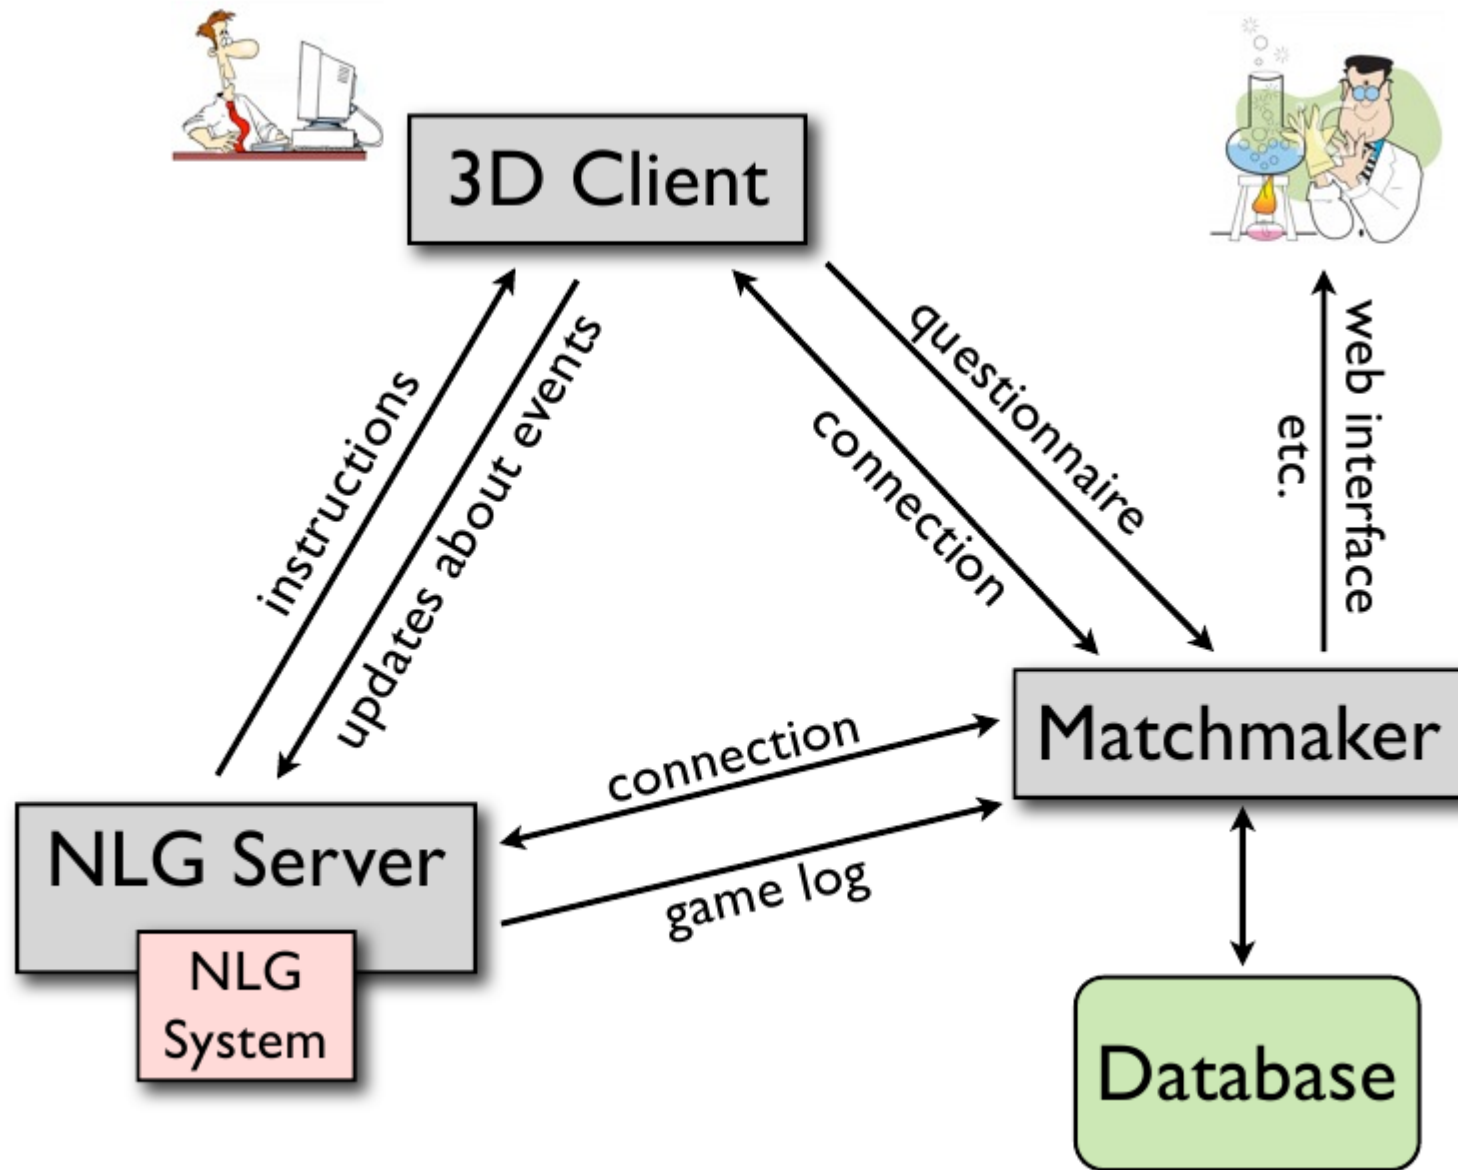 3D Client
instructions
updates about events
questionnaire
connection
web interface
etc.
Matchmaker
connection
game log
NLG Server
NLG
System
Database